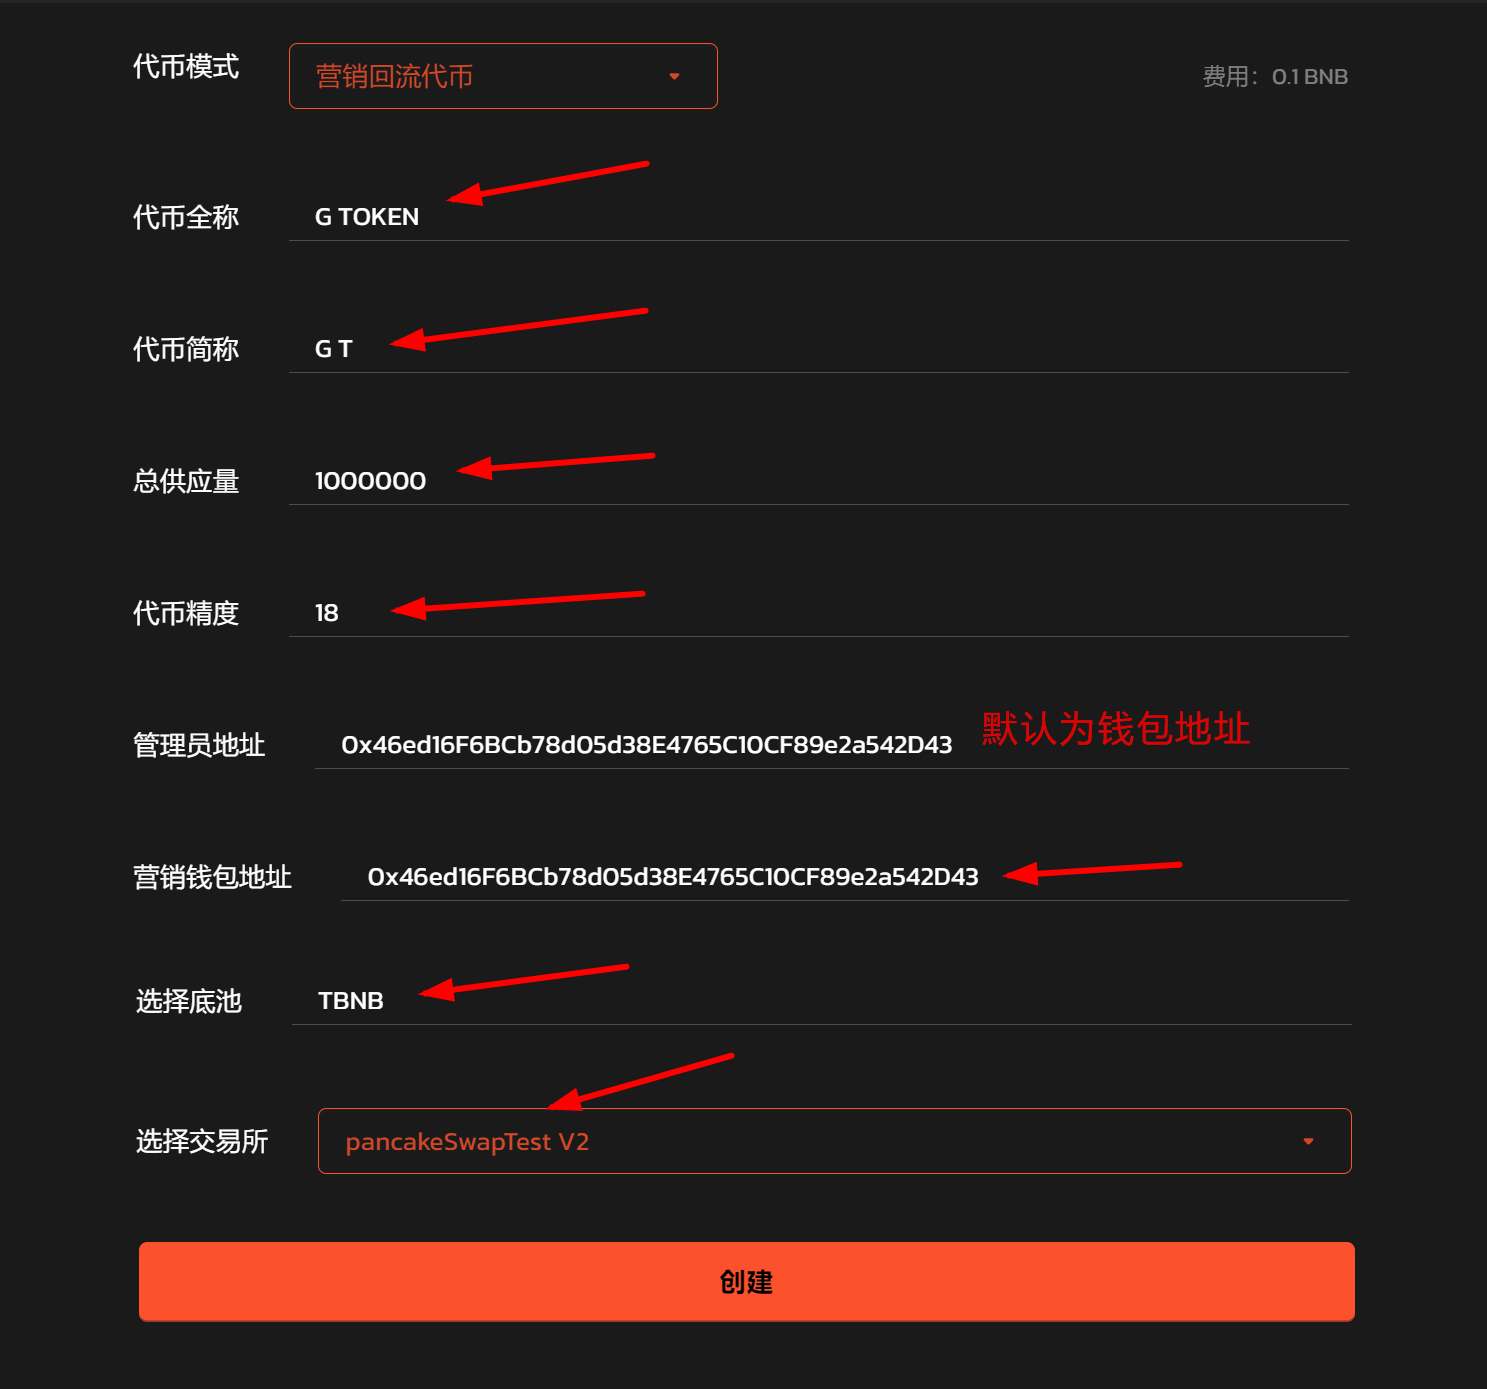 代币模式
营销回流代币
费用：0.1 BNB
代币全称
G TOKEN
代币简称
G T
总供应量
1000000
代币精度
18
管理员地址
0x46ed16F6BCb78d05d38E4765C10CF89e2a542D43
默认为钱包地址
营销钱包地址
0x46ed16F6BCb78d05d38E4765C10CF89e2a542D43
选择底池
TBNB
选择交易所
pancakeSwapTest V2
创建